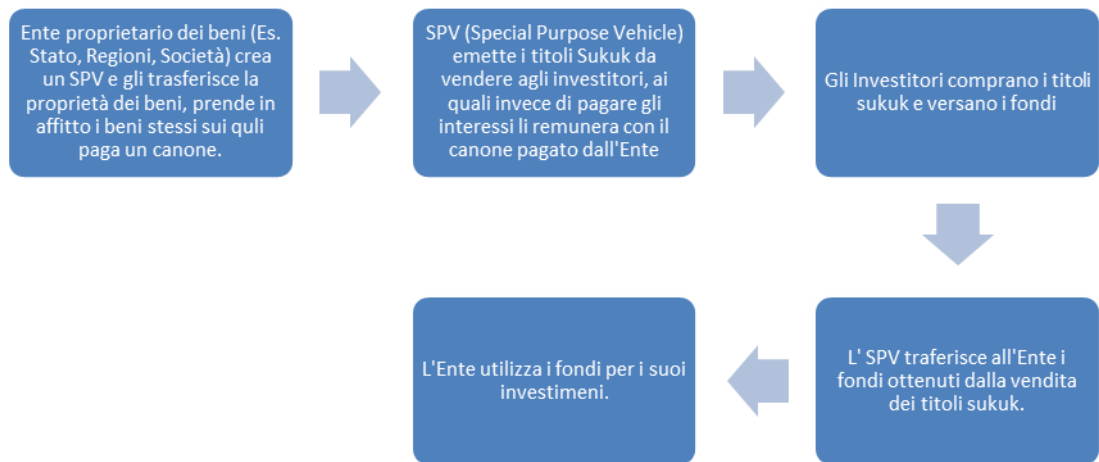 Ente proprietario dei beni (Es.
Stato, Regioni, Società) crea
un SPV e gli trasferisce la
proprietà dei beni, prende in
affitto i beni stessi sui quli
paga un canone.
SPV (Special Purpose Vehicle)
emette i titoli Sukuk da
vendere agli investitori, ai
quali invece di pagare gli
interessi li remunera con il
canone pagato dall'Ente
Gli Investitori comprano i titoli
sukuk e versano i fondi
L' SPV traferisce all'Ente i
fondi ottenuti dalla vendita
dei titoli sukuk.
L'Ente utilizza i fondi per i suoi
investimeni.